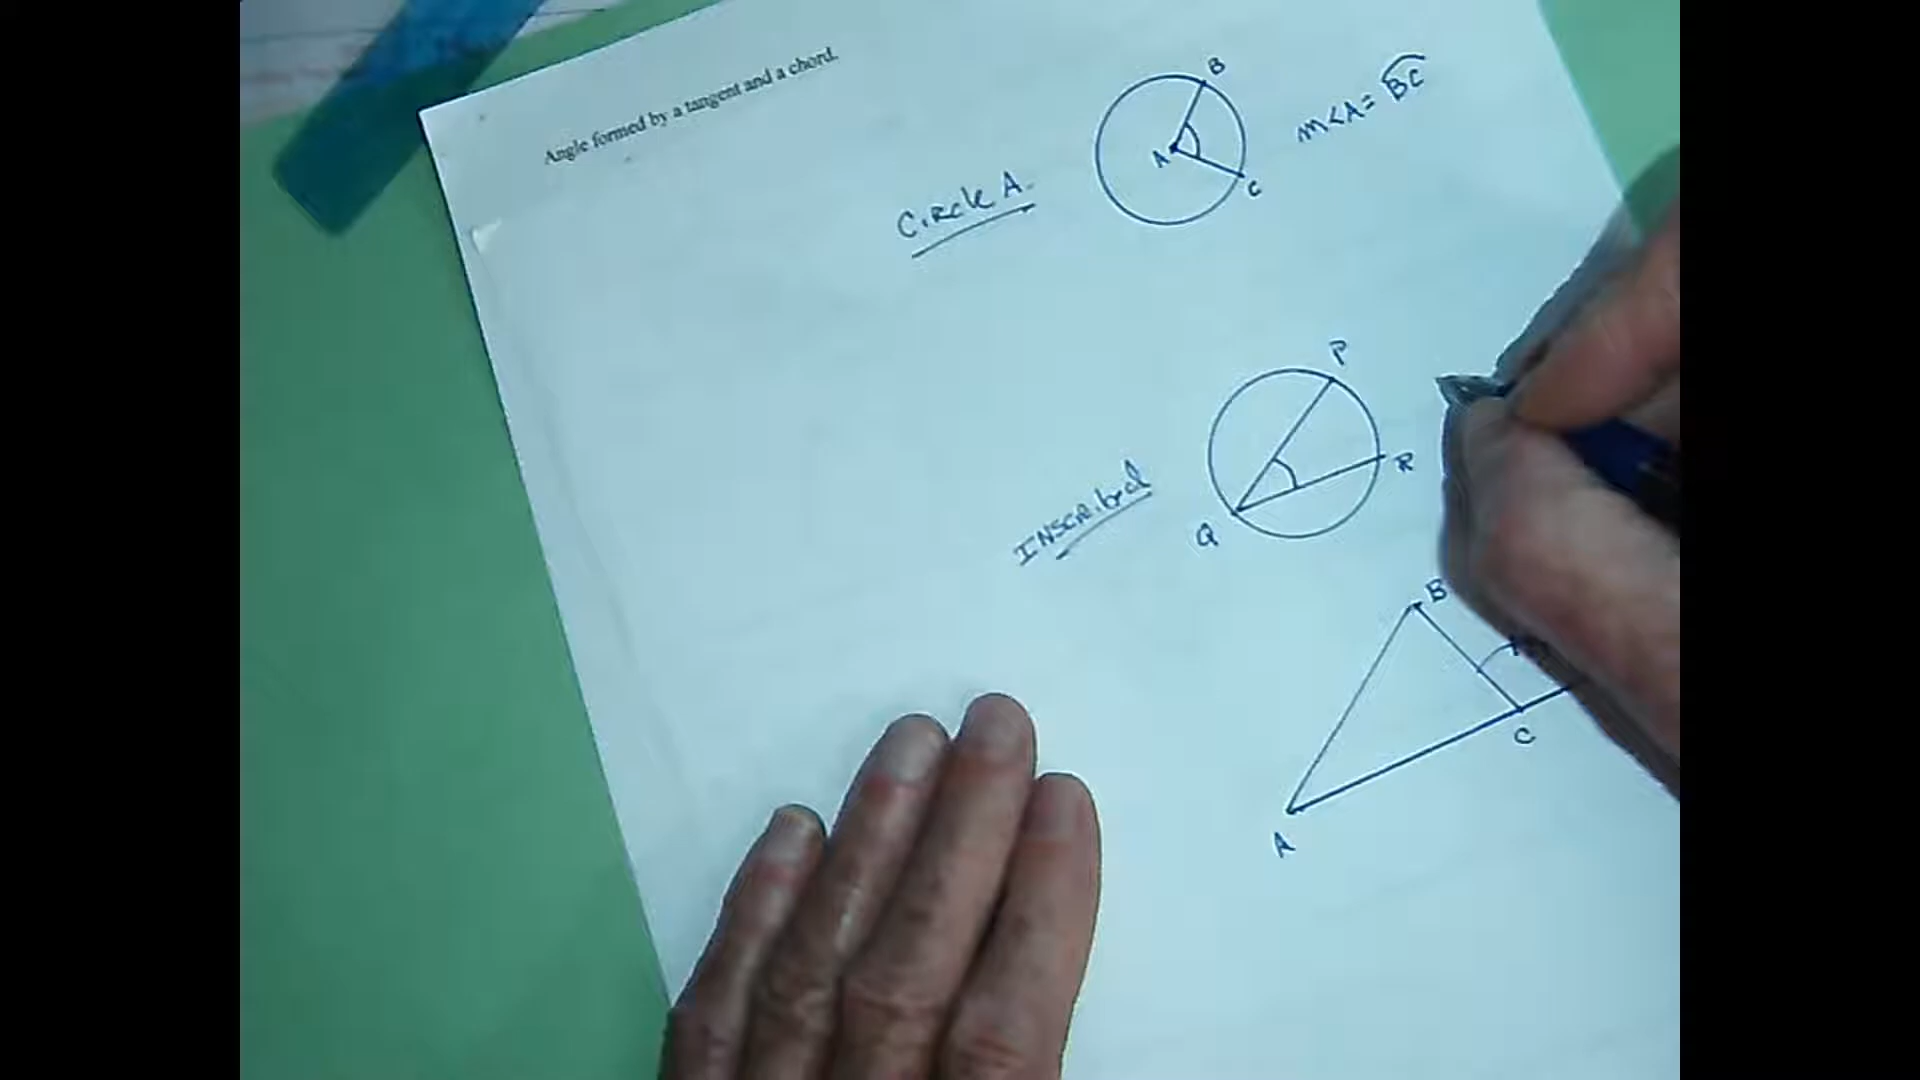 Angle formed by a tangent and a chord.
B
m<A = BC
A
C
Circle A.
P
R
Inscribed
Q
B
C
A